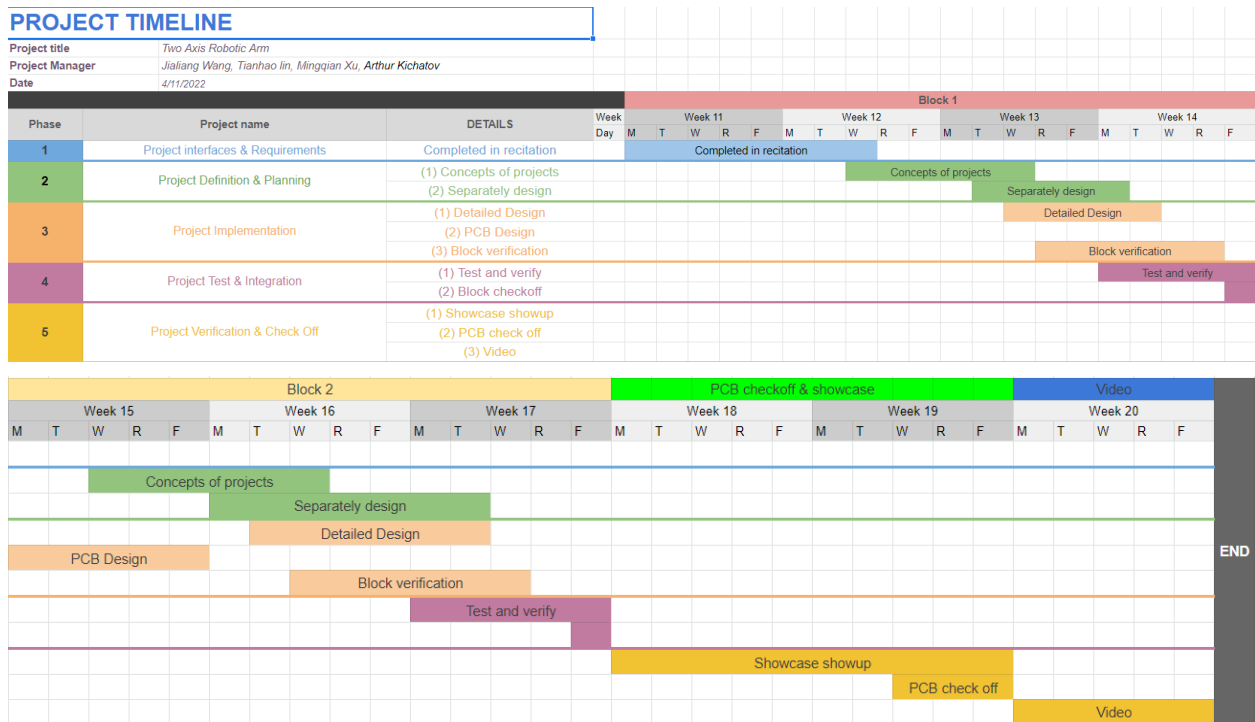 PROJECT TIMELINE
Project title Two Axis Robotic Arm
Project Manager Jialiang Wang, Tianhao lin, Mingqian Xu, Arthur Kichatov
Date 4/11/2022
Block 1
Phase Project name DETAILS Week Week 11 Week 12 Week 13 Week 14
Day M T W R F M T W R F M T W R F M T W R F
1 Project interfaces & Requirements Completed in recitation Completed in recitation
2 Project Definition & Planning (1) Concepts of projects Concepts of projects
(2) Separately design Separately design
3 Project Implementation (1) Detailed Design Detailed Design
(2) PCB Design
(3) Block verification Block verification
4 Project Test & Integration (1) Test and verify Test and verify
(2) Block checkoff
5 Project Verification & Check Off (1) Showcase showup
(2) PCB check off
(3) Video
Block 2 PCB checkoff & showcase Video
Week 15 Week 16 Week 17 Week 18 Week 19 Week 20
M T W R F M T W R F M T W R F M T W R F M T W R F M T W R F
Concepts of projects
Separately design
Detailed Design
PCB Design
END
Block verification
Test and verify
Showcase showup
PCB check off
Video